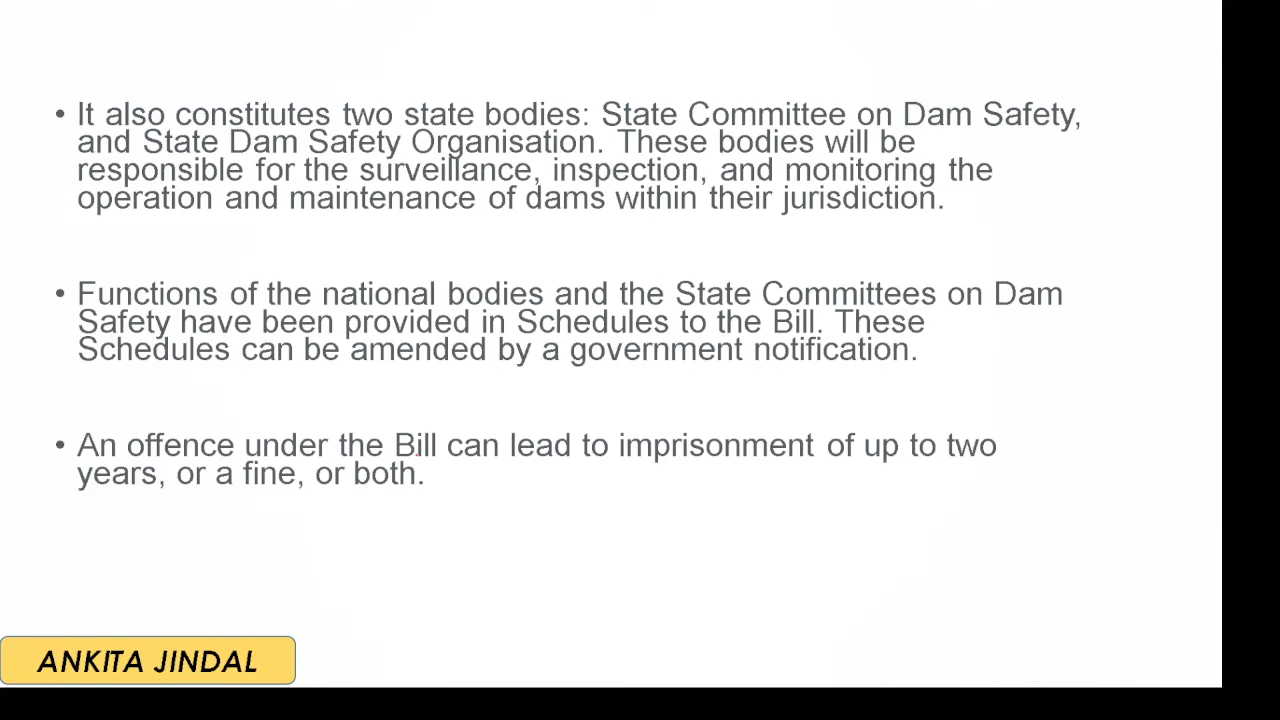 • It also constitutes two state bodies: State Committee on Dam Safety,
and State Dam Safety Organisation. These bodies will be
responsible for the surveillance, inspection, and monitoring the
operation and maintenance of dams within their jurisdiction.
• Functions of the national bodies and the State Committees on Dam
Safety have been provided in Schedules to the Bill. These
Schedules can be amended by a government notification.
• An offence under the Bill can lead to imprisonment of up to two
years, or a fine, or both.
ANKITA JINDAL